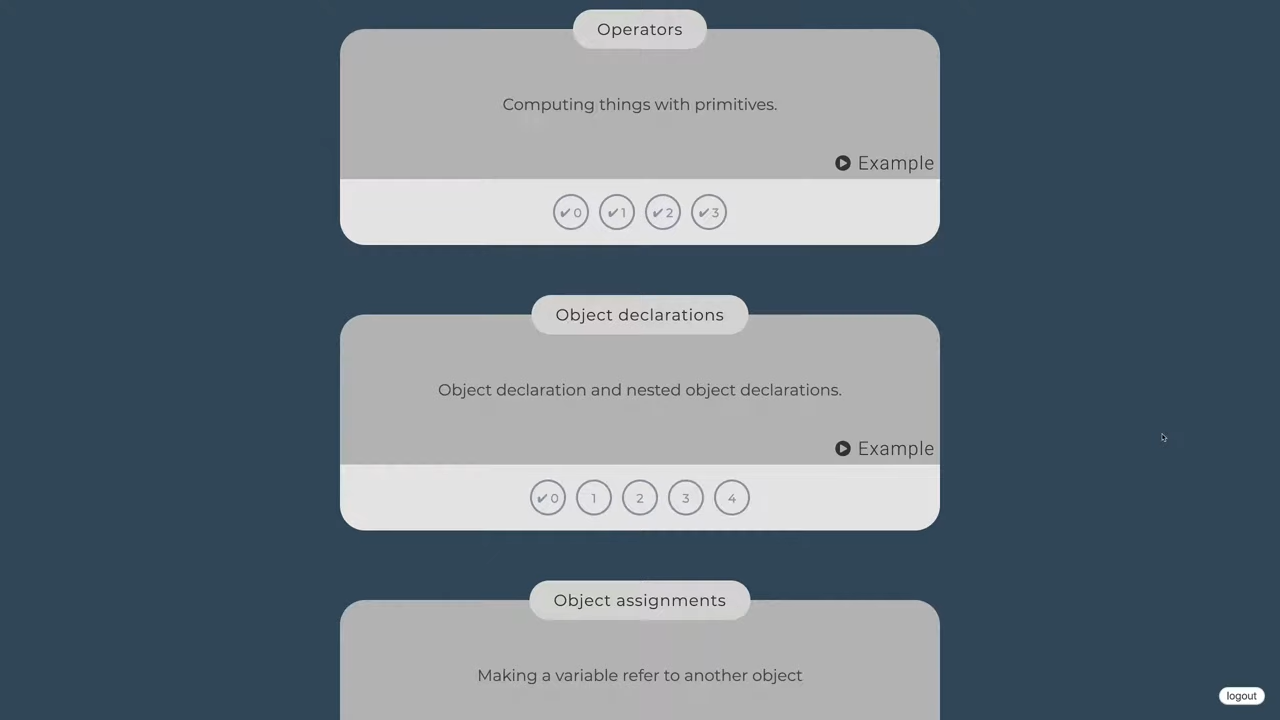 Operators
Computing things with primitives.
Example
✔0 ✔1 ✔2 ✔3
Object declarations
Object declaration and nested object declarations.
Example
✔0 1 2 3 4
Object assignments
Making a variable refer to another object
logout